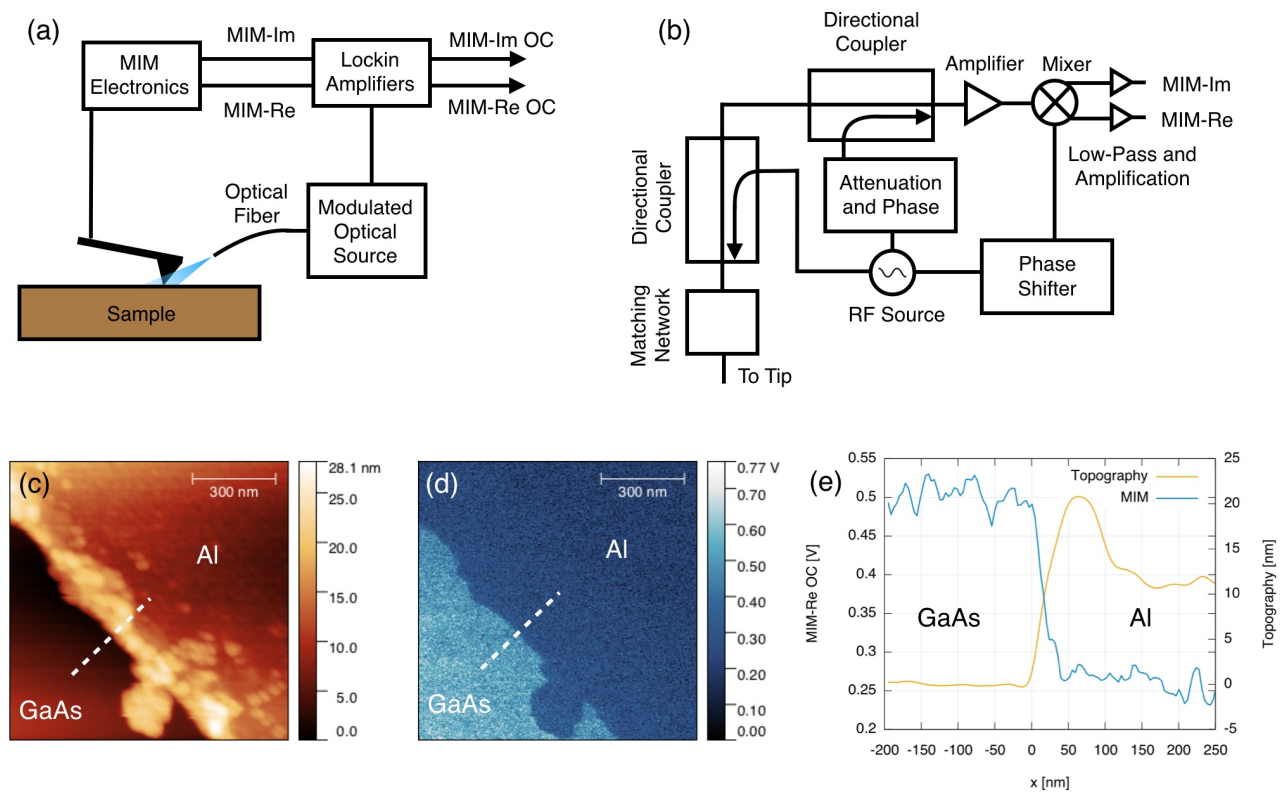 (a)
MIM-Im
MIM-Im OC
MIM
Electronics
Lockin
Amplifiers
MIM-Re
MIM-Re OC
Optical
Fiber
Modulated
Optical
Source
Sample
(b)
Directional
Coupler
Amplifier
Mixer
MIM-Im
MIM-Re
Low-Pass and
Amplification
Directional
Coupler
Attenuation
and Phase
Phase
Shifter
RF Source
Matching
Network
To Tip
(c)
300 nm
Al
GaAs
28.1 nm
25.0
20.0
15.0
10.0
5.0
0.0
(d)
300 nm
Al
GaAs
0.77 V
0.70
0.60
0.50
0.40
0.30
0.20
0.10
0.00
(e)
Topography
MIM
GaAs
Al
MIM-Re OC [V]
0.55
0.5
0.45
0.4
0.35
0.3
0.25
0.2
Topography [nm]
25
20
15
10
5
0
-5
-200 -150 -100 -50 0 50 100 150 200 250
x [nm]